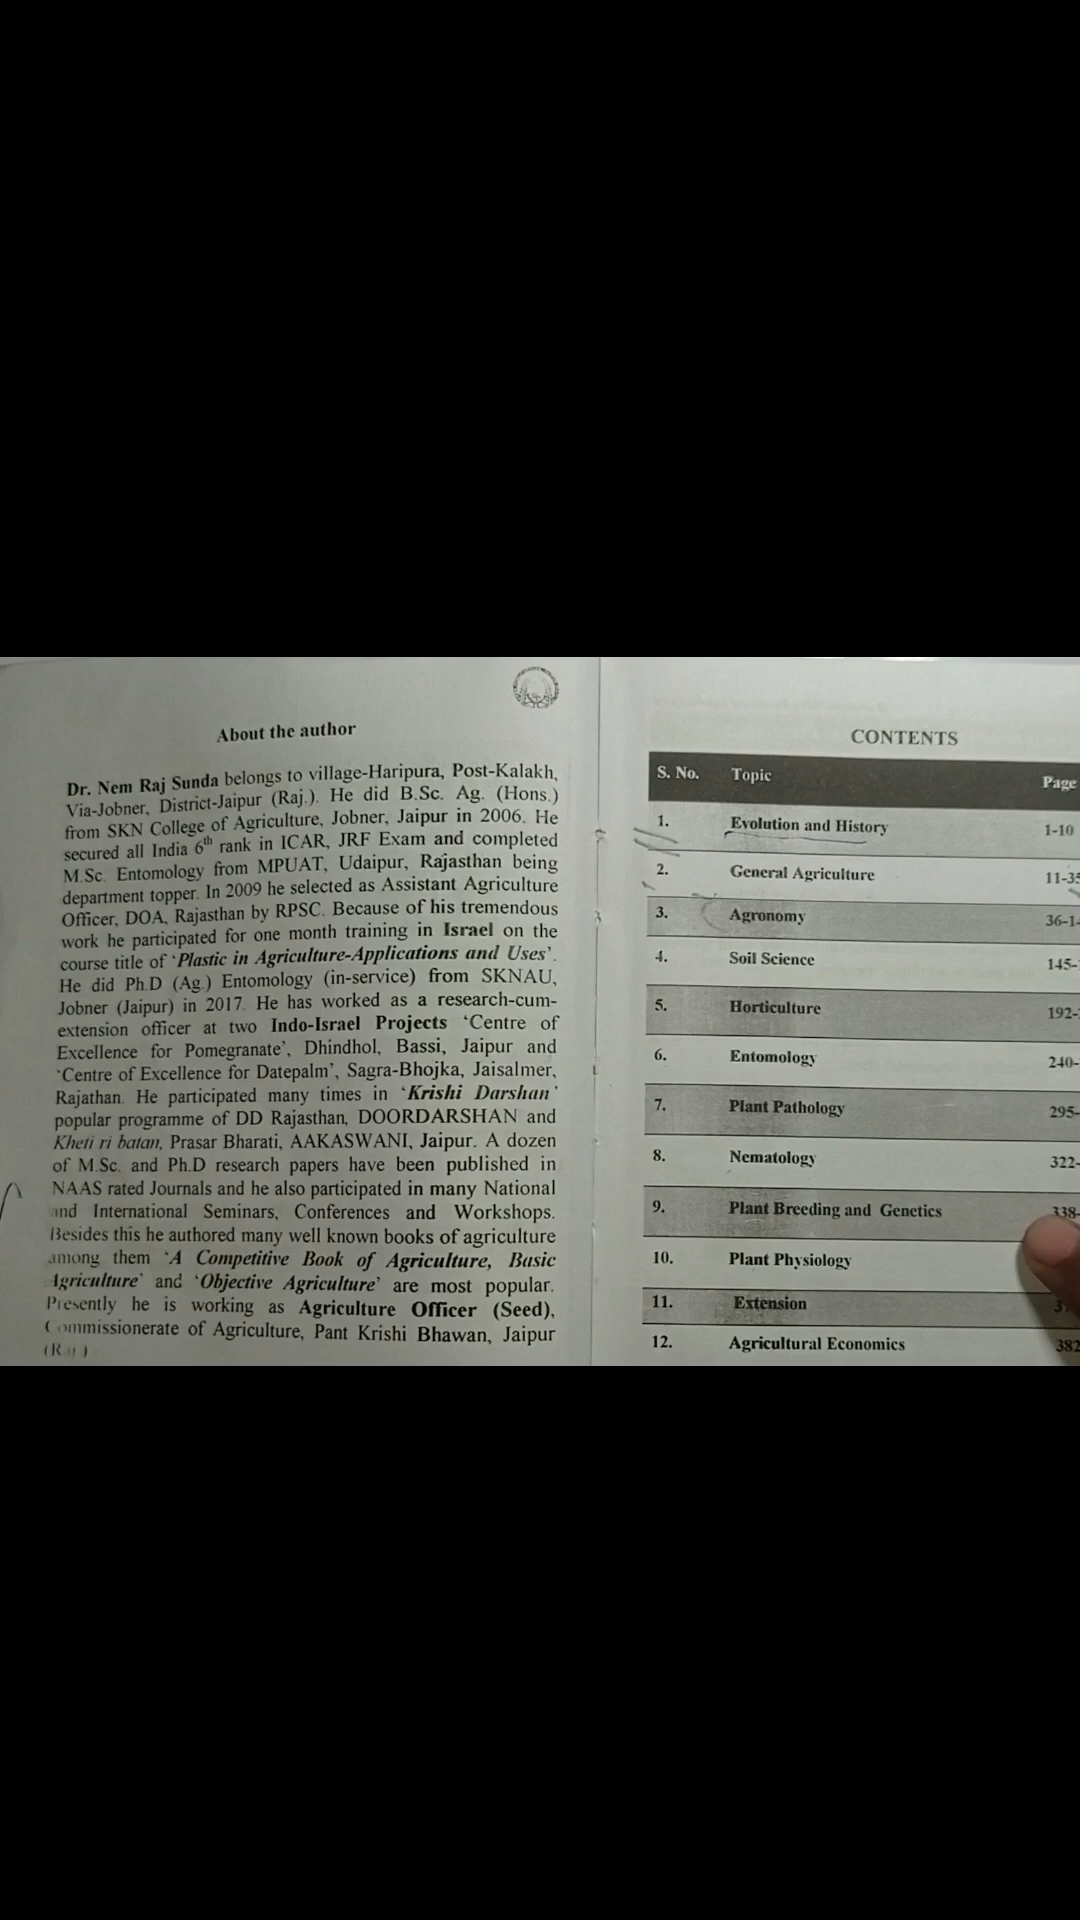 About the author
Dr. Nem Raj Sunda belongs to village-Haripura, Post-Kalakh,
Via-Jobner, District-Jaipur (Raj.). He did B.Sc. Ag. (Hons.)
from SKN College of Agriculture, Jobner, Jaipur in 2006. He
secured all India 6th rank in ICAR, JRF Exam and completed
M.Sc. Entomology from MPUAT, Udaipur, Rajasthan being
department topper. In 2009 he selected as Assistant Agriculture
Officer, DOA, Rajasthan by RPSC. Because of his tremendous
work he participated for one month training in Israel on the
course title of ‘Plastic in Agriculture-Applications and Uses’.
He did Ph.D (Ag.) Entomology (in-service) from SKNAU,
Jobner (Jaipur) in 2017. He has worked as a research-cum-
extension officer at two Indo-Israel Projects ‘Centre of
Excellence for Pomegranate’, Dhindhol, Bassi, Jaipur and
‘Centre of Excellence for Datepalm’, Sagra-Bhojka, Jaisalmer,
Rajathan. He participated many times in ‘Krishi Darshan’
popular programme of DD Rajasthan, DOORDARSHAN and
Kheti ri batan, Prasar Bharati, AAKASWANI, Jaipur. A dozen
of M.Sc. and Ph.D research papers have been published in
NAAS rated Journals and he also participated in many National
and International Seminars, Conferences and Workshops.
Besides this he authored many well known books of agriculture
among them ‘A Competitive Book of Agriculture, Basic
Agriculture’ and ‘Objective Agriculture’ are most popular.
Presently he is working as Agriculture Officer (Seed),
Commissionerate of Agriculture, Pant Krishi Bhawan, Jaipur
(Raj.)
CONTENTS
S. No. Topic Page
1. Evolution and History 1-10
2. General Agriculture 11-35
3. Agronomy 36-1
4. Soil Science 145-
5. Horticulture 192-
6. Entomology 240-
7. Plant Pathology 295-
8. Nematology 322-
9. Plant Breeding and Genetics 338-
10. Plant Physiology
11. Extension
12. Agricultural Economics 382